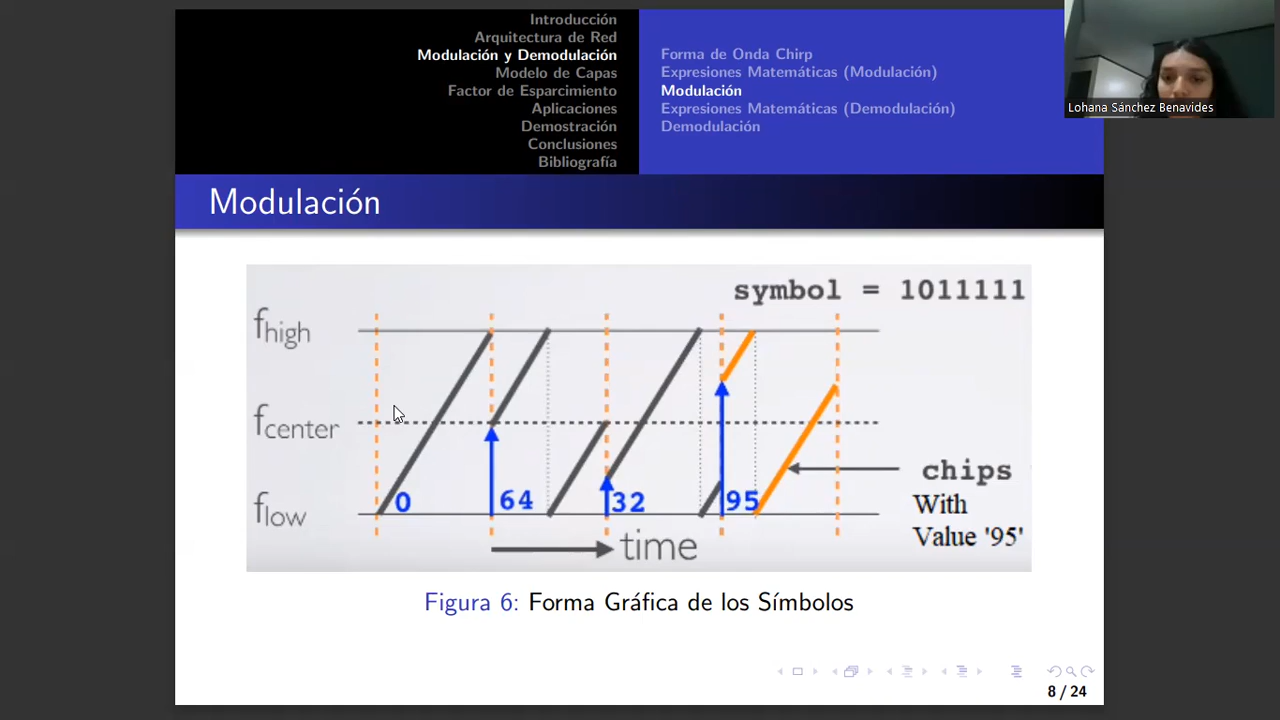 Introducción
Arquitectura de Red
Modulación y Demodulación
Modelo de Capas
Factor de Esparcimiento
Aplicaciones
Demostración
Conclusiones
Bibliografía
Forma de Onda Chirp
Expresiones Matemáticas (Modulación)
Modulación
Expresiones Matemáticas (Demodulación)
Demodulación
Lohana Sánchez Benavides
Modulación
symbol = 1011111
fhigh
fcenter
flow
0
64
32
95
chips
With
Value '95'
time
Figura 6: Forma Gráfica de los Símbolos
8 / 24